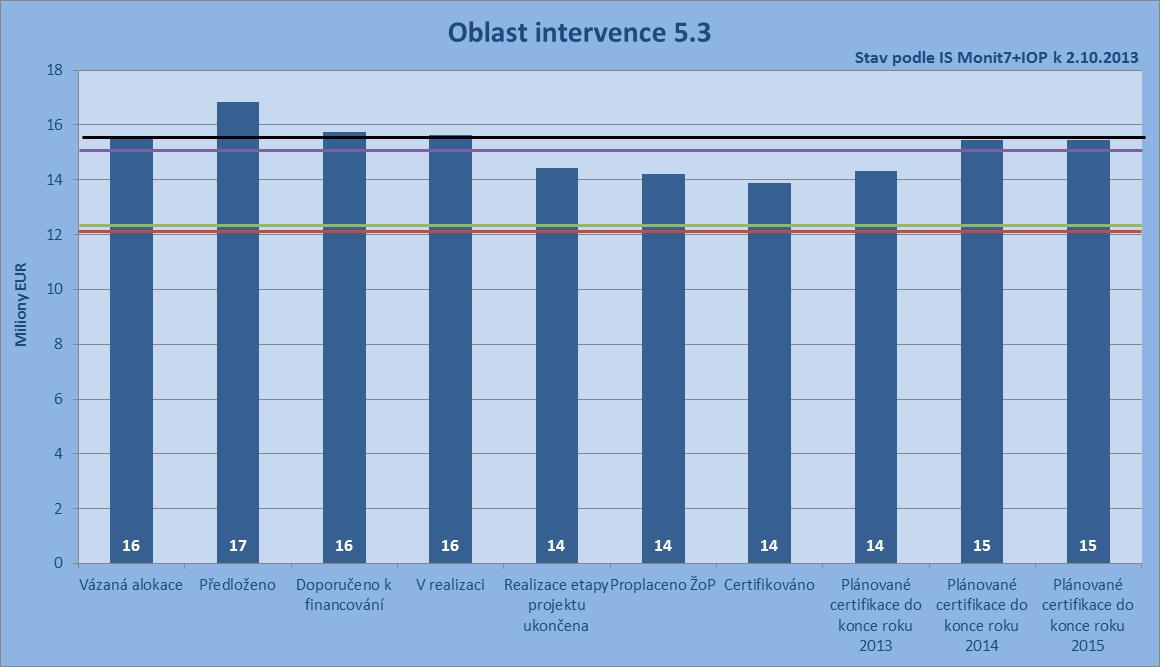 Oblast intervence 5.3
Stav podle IS Monit7+IOP k 2.10.2013
Miliony EUR
18
16
14
12
10
8
6
4
2
0
16
17
16
16
14
14
14
14
15
15
Vázaná alokace
Předloženo
Doporučeno k
financování
V realizaci
Realizace etapy
projektu
ukončena
Proplaceno ŽoP
Certifikováno
Plánované
certifikace do
konce roku
2013
Plánované
certifikace do
konce roku
2014
Plánované
certifikace do
konce roku
2015